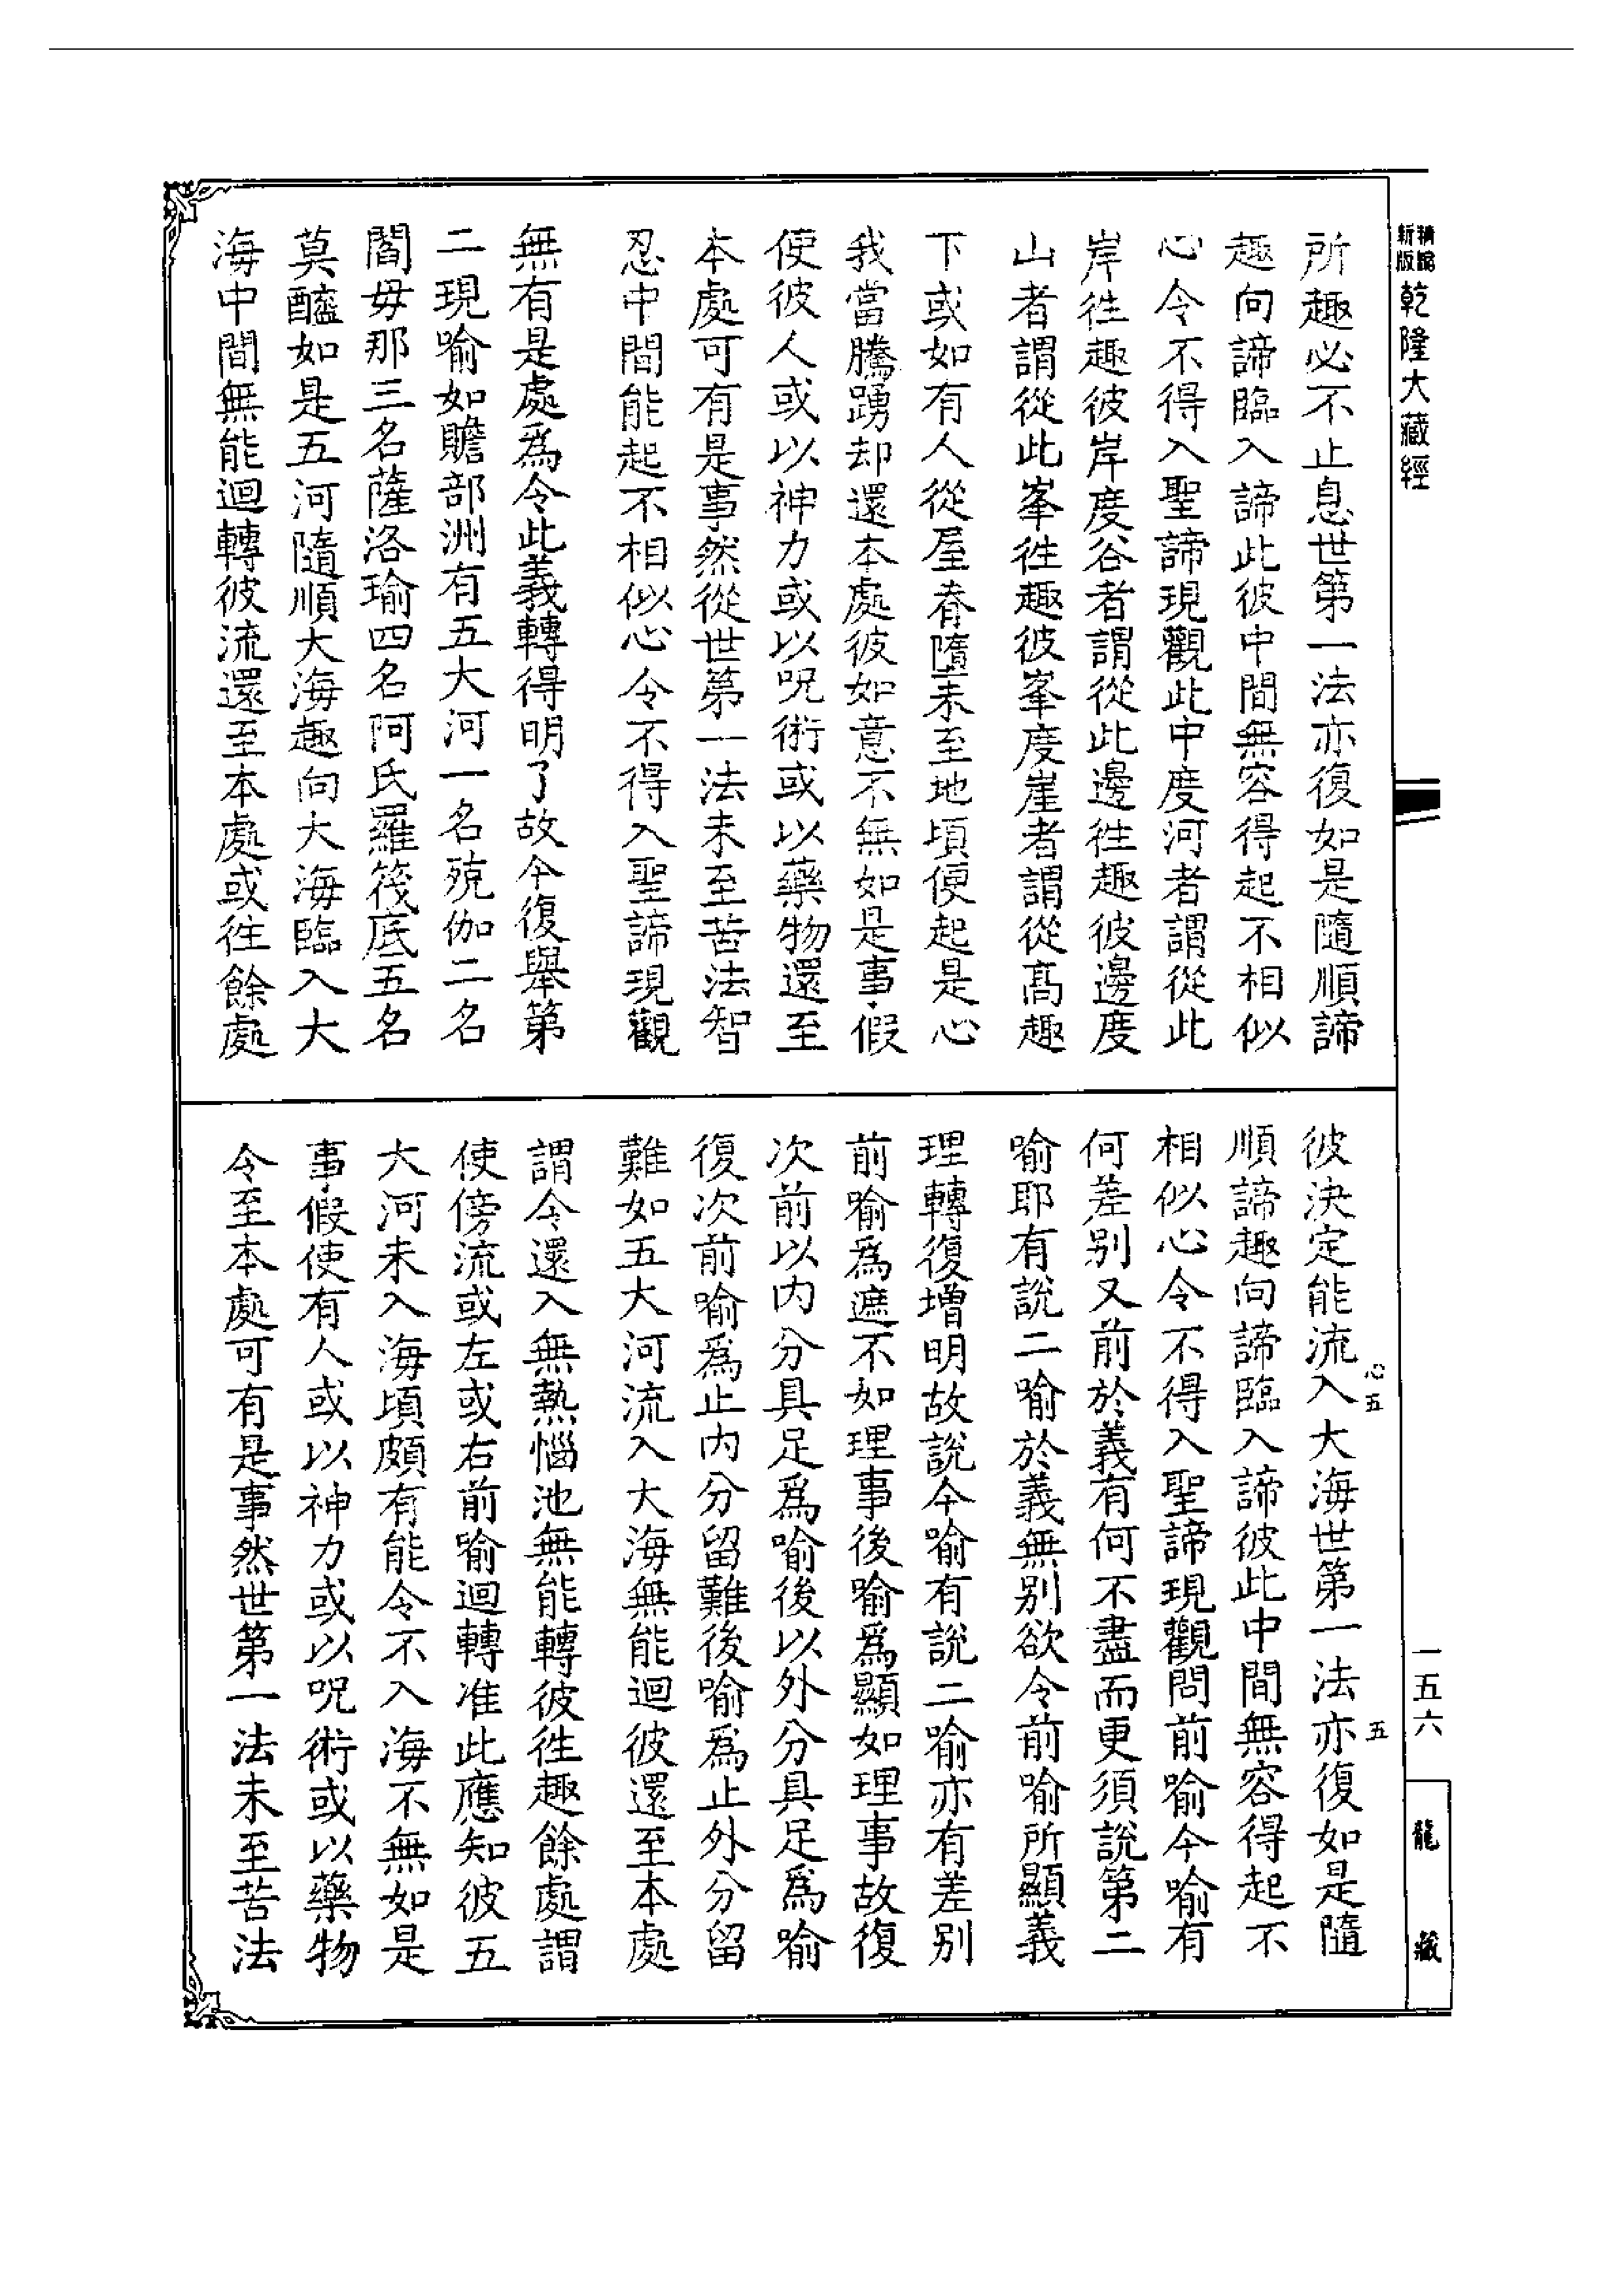 精縮新版乾隆大藏經
所趣必不止息世第一法亦復如是隨順諦
趣向諦臨入諦此彼中間無容得起不相似
心令不得入聖諦現觀此中度河者謂從此
岸徃趣彼岸度谷者謂從此邊徃趣彼邊度
山者謂從此峯徃趣彼峯度崖者謂從高趣
下或如有人從屋脊墮未至地頃便起是心
我當騰踴却還本處彼如意不無如是事假
使彼人或以神力或以呪術或以藥物還至
本處可有是事然從世第一法未至苦法智
忍中間能起不相似心令不得入聖諦現觀
無有是處爲令此義轉得明了故今復舉第
二現喻如贍部洲有五大河一名殑伽二名
閻毋那三名薩洛瑜四名阿氏羅筏底五名
莫醯如是五河隨順大海趣向大海臨入大
海中間無能迴轉彼流還至本處或往餘處
彼決定能流入大海世第一法亦復如是隨
順諦趣向諦臨入諦彼此中間無容得起不
相似心令不得入聖諦現觀問前喻今喻有
何差別又前於義有何不盡而更須說第二
喻耶有說二喻於義無別欲令前喻所顯義
理轉復增明故說今喻有說二喻亦有差別
前喻爲遮不如理事後喻爲顯如理事故復
次前以內分具足爲喻後以外分具足爲喻
復次前喻爲止內分留難後喻爲止外分留
難如五大河流入大海無能迴彼還至本處
謂令還入無熱惱池無能轉彼徃趣餘處謂
使傍流或左或右前喻迴轉准此應知彼五
大河未入海頃頗有能令不入海不無如是
事假使有人或以神力或以呪術或以藥物
令至本處可有是事然世第一法未至苦法
心五
五
一五六
龍藏